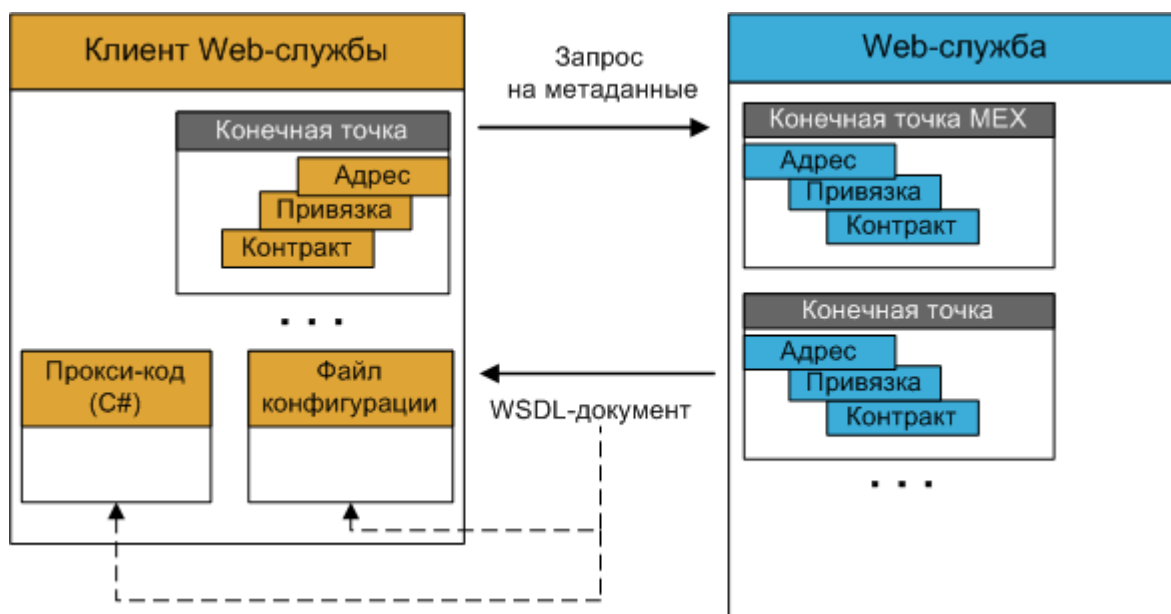 Клиент Web-службы
Конечная точка
Адрес
Привязка
Контракт
. . .
Прокси-код
(C#)
Файл
конфигурации
Запрос
на метаданные
WSDL-документ
Web-служба
Конечная точка MEX
Адрес
Привязка
Контракт
Конечная точка
Адрес
Привязка
Контракт
. . .